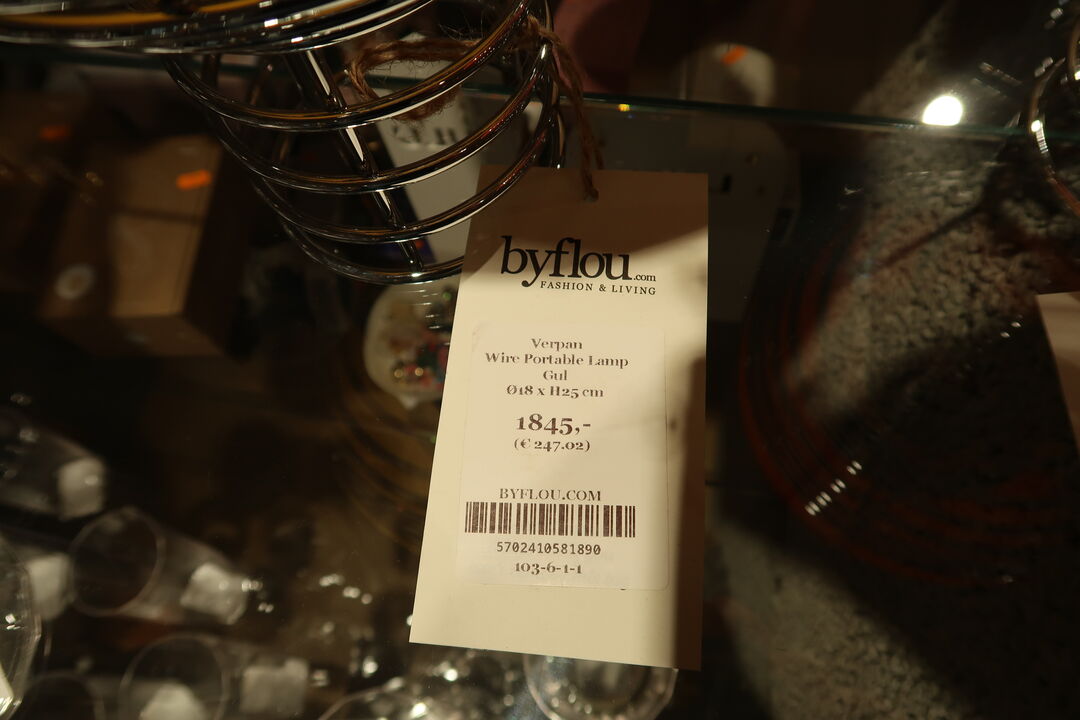 byflou.com
FASHION & LIVING
Verpan
Wire Portable Lamp
Gul
Ø18 x H25 cm
1845,-
(€ 247.02)
BYFLOU.COM
5702410581890
103-6-1-1